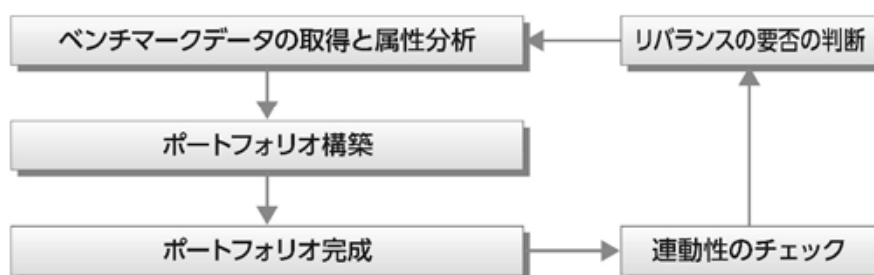 ベンチマークデータの取得と属性分析
リバランスの要否の判断
ポートフォリオ構築
ポートフォリオ完成
連動性のチェック